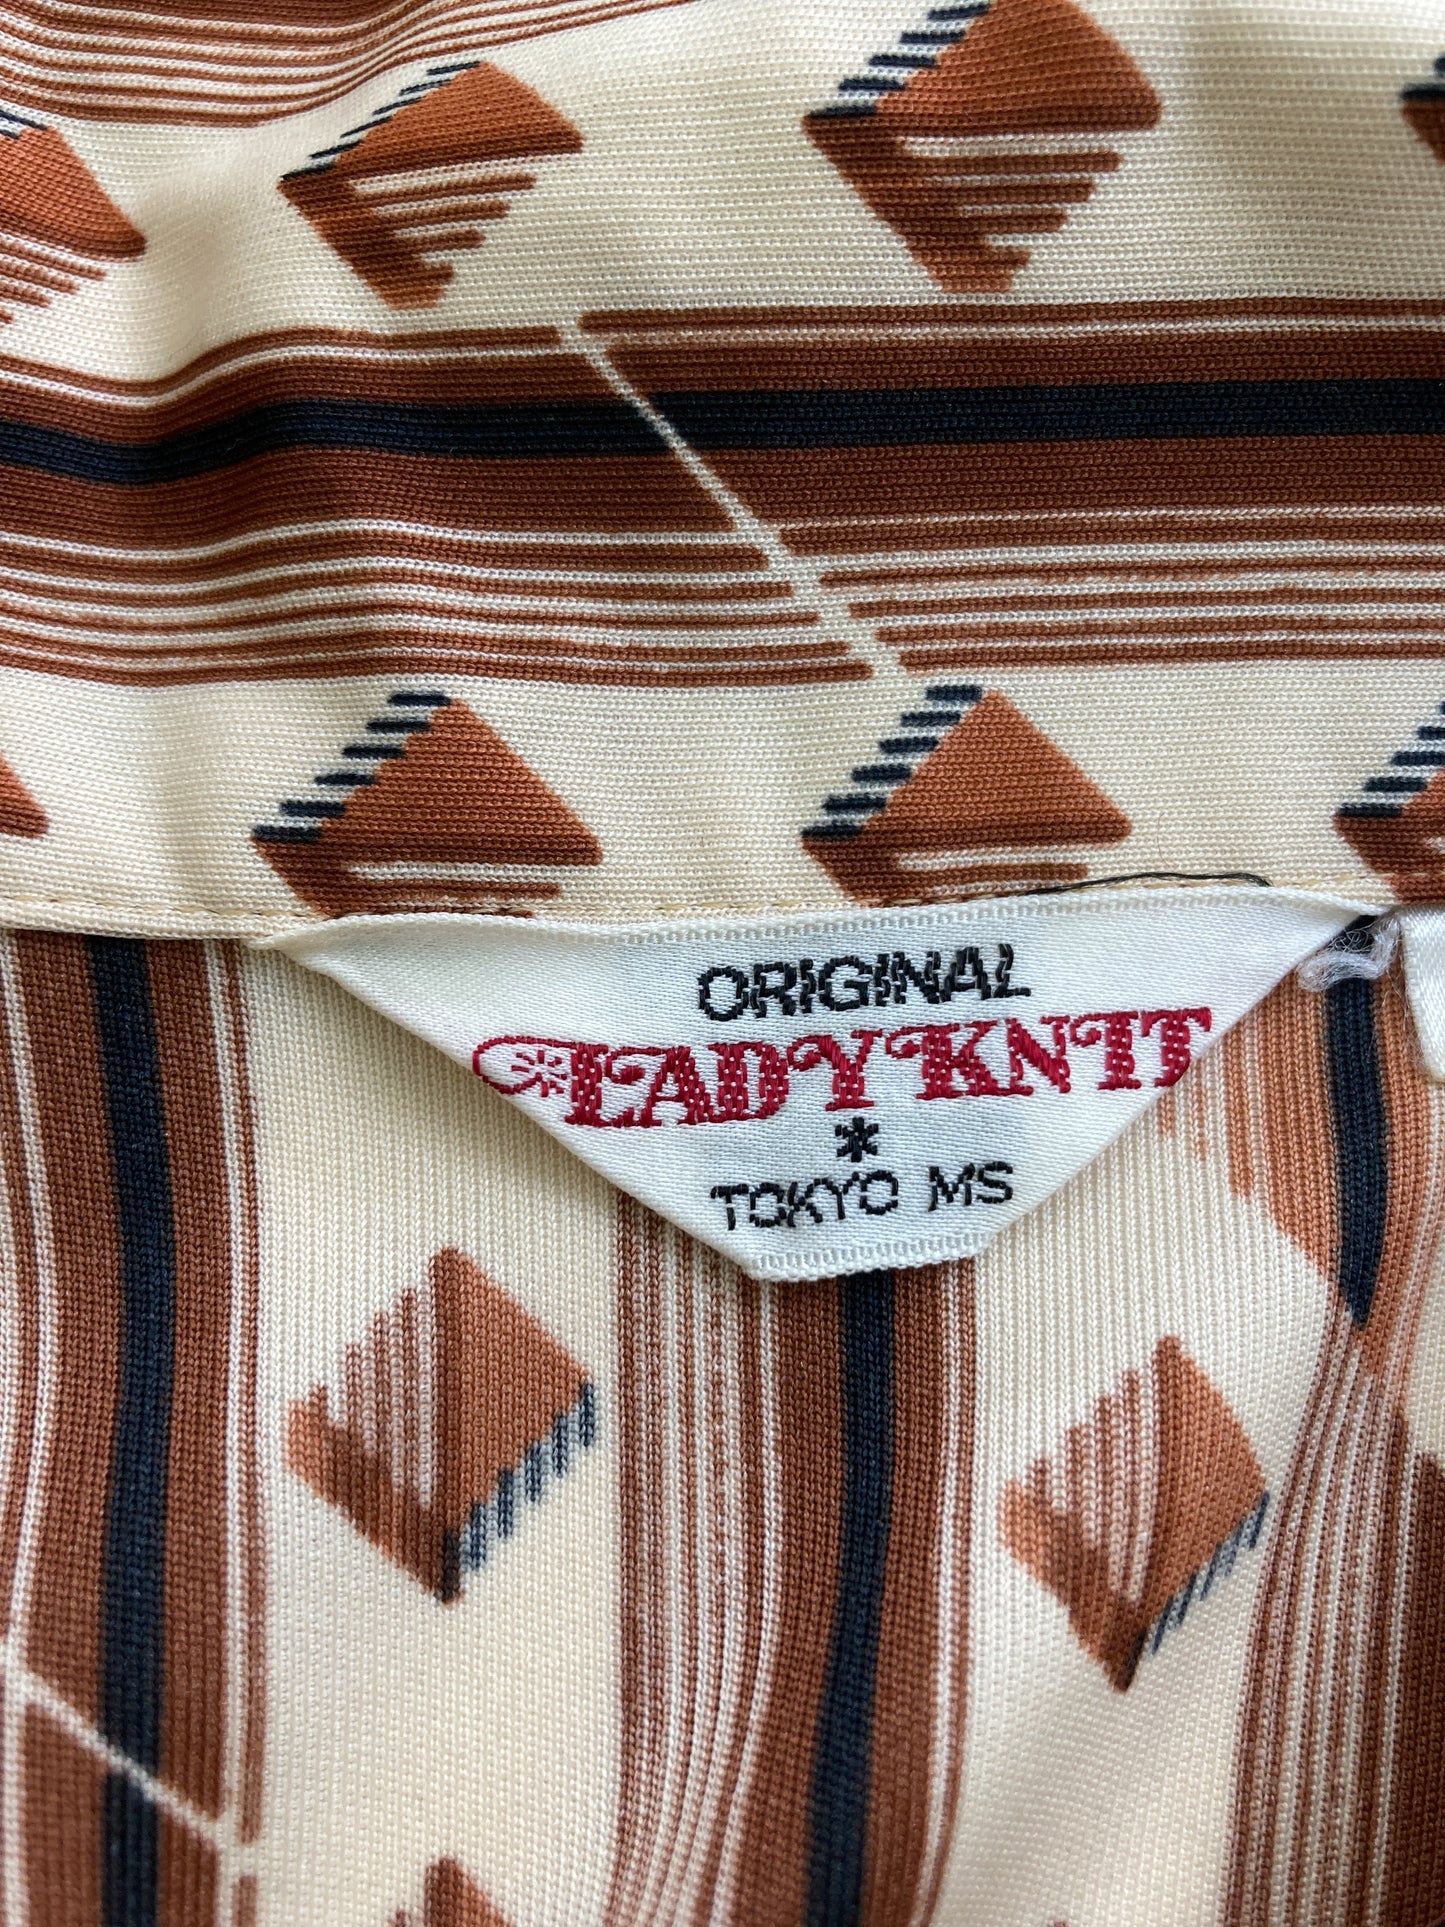 ORIGINAL
LADY KNIT
*
TOKYO MS